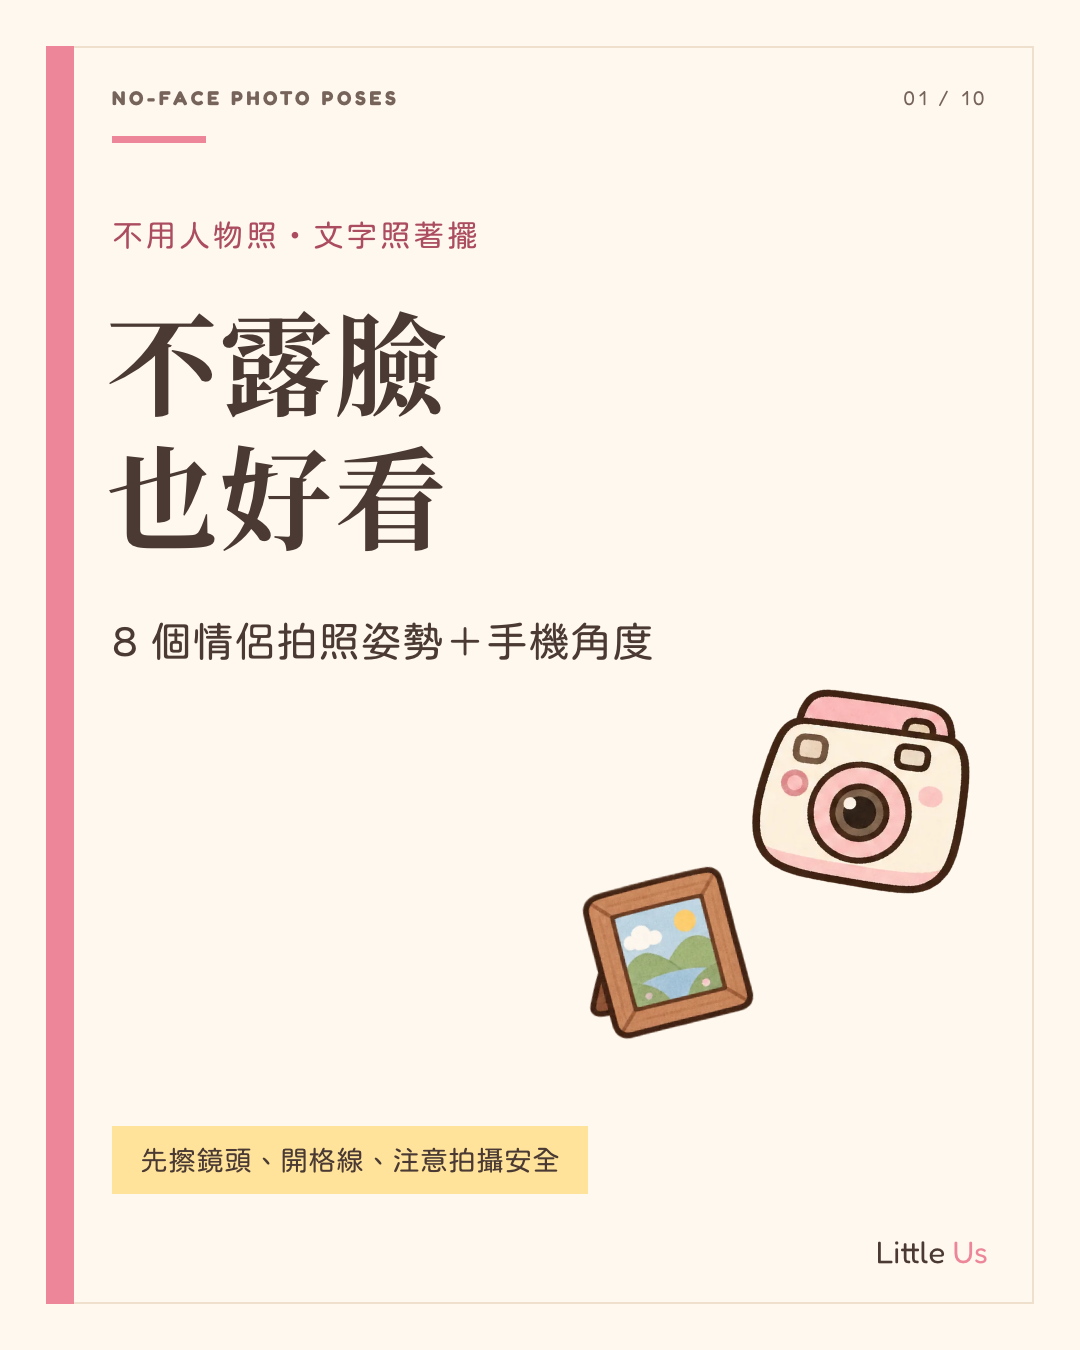 NO-FACE PHOTO POSES
01 / 10
不用人物照・文字照著擺
不露臉
也好看
8 個情侶拍照姿勢＋手機角度
先擦鏡頭、開格線、注意拍攝安全
Little Us